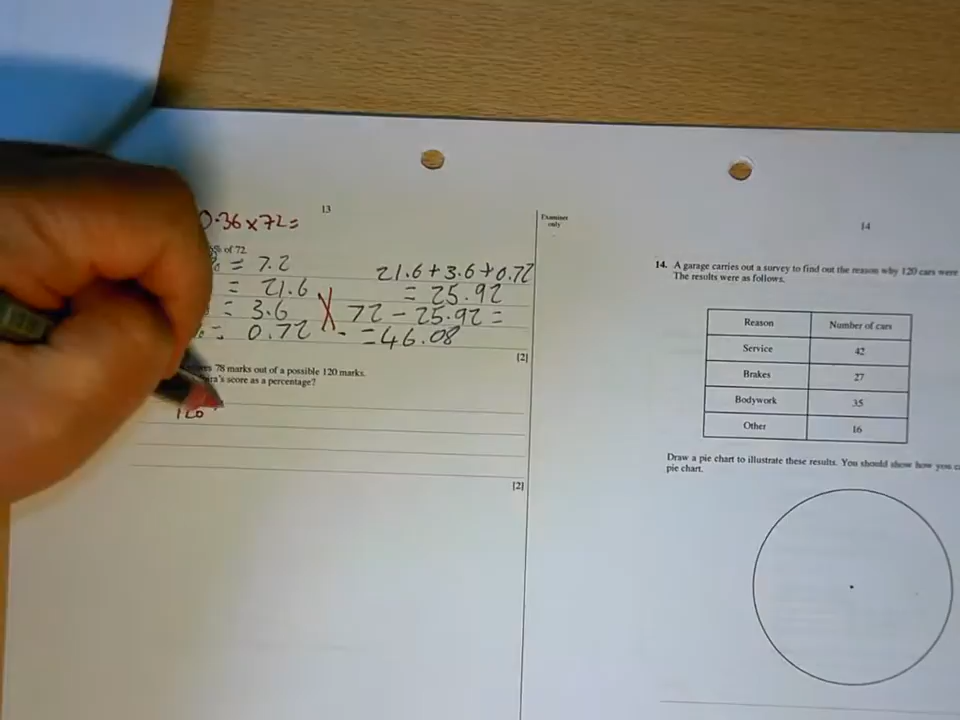 13
0.36 x 72 =
of 72
= 7.2
= 21.6
= 3.6
= 0.72
21.6 + 3.6 + 0.72
= 25.92
72 - 25.92 =
= 46.08
[2]
78 marks out of a possible 120 marks.
score as a percentage?
120
[2]
Examiner
only
14
14. A garage carries out a survey to find out the reason why 120 cars were
The results were as follows.
Reason Number of cars
Service 42
Brakes 27
Bodywork 35
Other 16
Draw a pie chart to illustrate these results. You should show how you
pie chart.